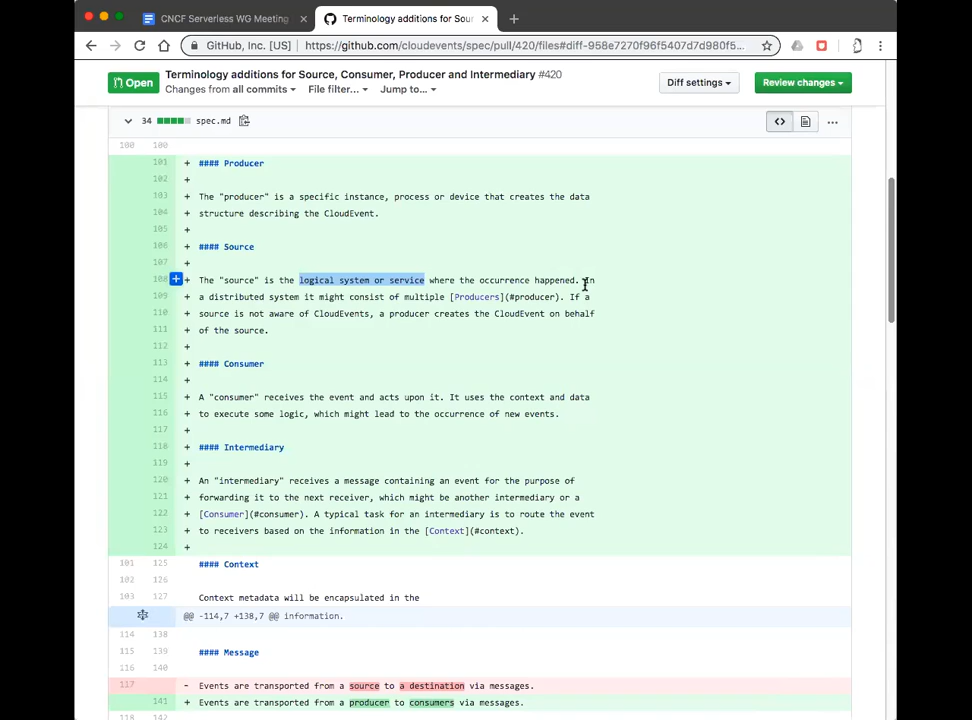 CNCF Serverless WG Meeting
Terminology additions for Sour
GitHub, Inc. [US] https://github.com/cloudevents/spec/pull/420/files#diff-958e7270f96f5407d7d980f5...
Open
Terminology additions for Source, Consumer, Producer and Intermediary #420
Changes from all commits File filter... Jump to...
Diff settings
Review changes
34 spec.md
100 100
101 + #### Producer
102 +
103 + The "producer" is a specific instance, process or device that creates the data
104 + structure describing the CloudEvent.
105 +
106 + #### Source
107 +
108 + The "source" is the logical system or service where the occurrence happened. In
109 + a distributed system it might consist of multiple [Producers](#producer). If a
110 + source is not aware of CloudEvents, a producer creates the CloudEvent on behalf
111 + of the source.
112 +
113 + #### Consumer
114 +
115 + A "consumer" receives the event and acts upon it. It uses the context and data
116 + to execute some logic, which might lead to the occurrence of new events.
117 +
118 + #### Intermediary
119 +
120 + An "intermediary" receives a message containing an event for the purpose of
121 + forwarding it to the next receiver, which might be another intermediary or a
122 + [Consumer](#consumer). A typical task for an intermediary is to route the event
123 + to receivers based on the information in the [Context](#context).
124 +
101 125 #### Context
102 126
103 127 Context metadata will be encapsulated in the
@@ -114,7 +138,7 @@ information.
114 138
115 139 #### Message
116 140
117 - Events are transported from a source to a destination via messages.
141 + Events are transported from a producer to consumers via messages.
118 142